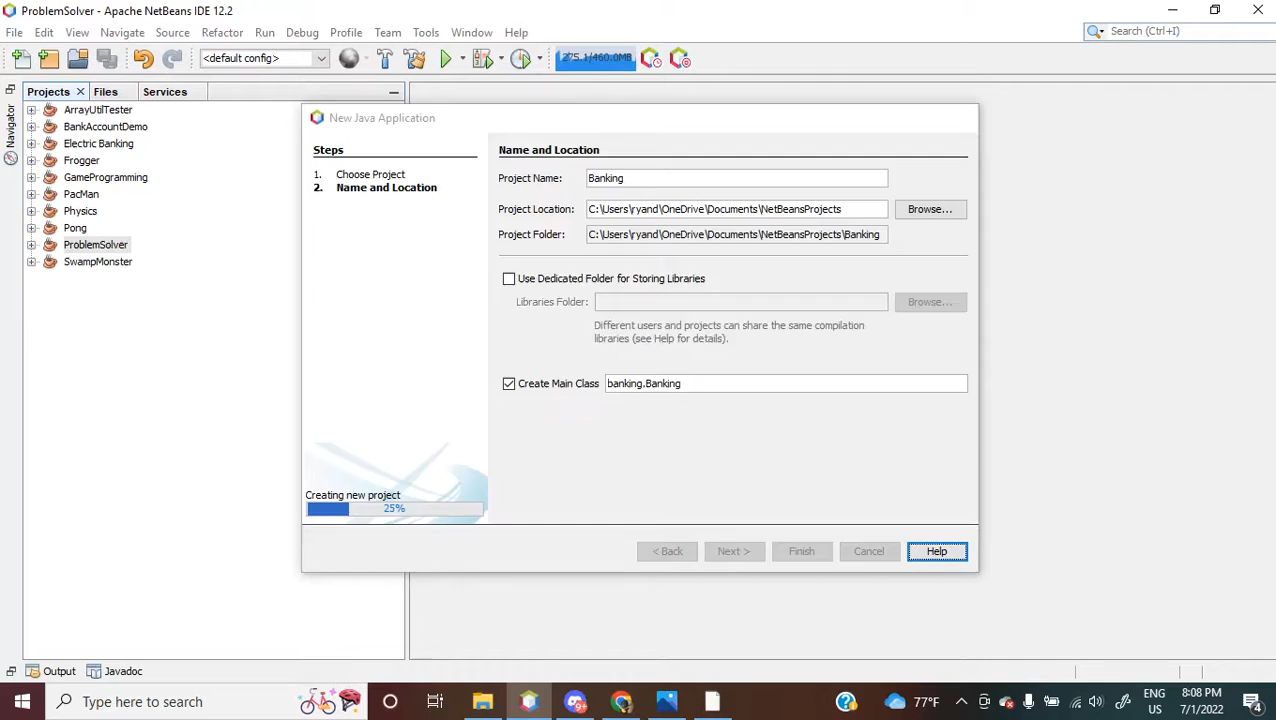 ProblemSolver - Apache NetBeans IDE 12.2
File Edit View Navigate Source Refactor Run Debug Profile Team Tools Window Help
Search (Ctrl+I)
<default config>
275.1/460.0MB
Projects Files Services
Navigator
ArrayUtilTester
BankAccountDemo
Electric Banking
Frogger
GameProgramming
PacMan
Physics
Pong
ProblemSolver
SwampMonster
New Java Application
Steps
1. Choose Project
2. Name and Location
Name and Location
Project Name: Banking
Project Location: C:\Users\ryand\OneDrive\Documents\NetBeansProjects Browse...
Project Folder: C:\Users\ryand\OneDrive\Documents\NetBeansProjects\Banking
Use Dedicated Folder for Storing Libraries
Libraries Folder: Browse...
Different users and projects can share the same compilation
libraries (see Help for details).
Create Main Class banking.Banking
Creating new project
25%
< Back Next > Finish Cancel Help
Output Javadoc
Type here to search
77°F
ENG
US
8:08 PM
7/1/2022
4